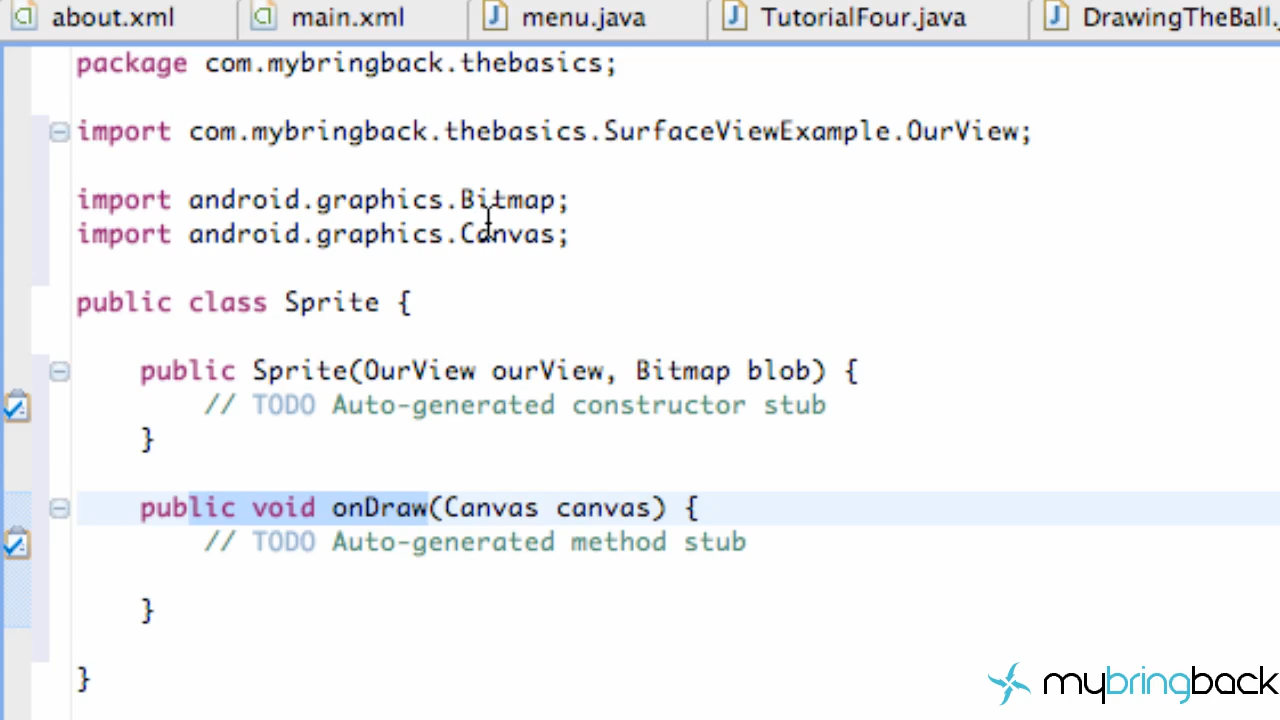 about.xml main.xml menu.java TutorialFour.java DrawingTheBall.
package com.mybringback.thebasics;
import com.mybringback.thebasics.SurfaceViewExample.OurView;
import android.graphics.Bitmap;
import android.graphics.Canvas;
public class Sprite {
public Sprite(OurView ourView, Bitmap blob) {
// TODO Auto-generated constructor stub
}
public void onDraw(Canvas canvas) {
// TODO Auto-generated method stub
}
}
mybringback